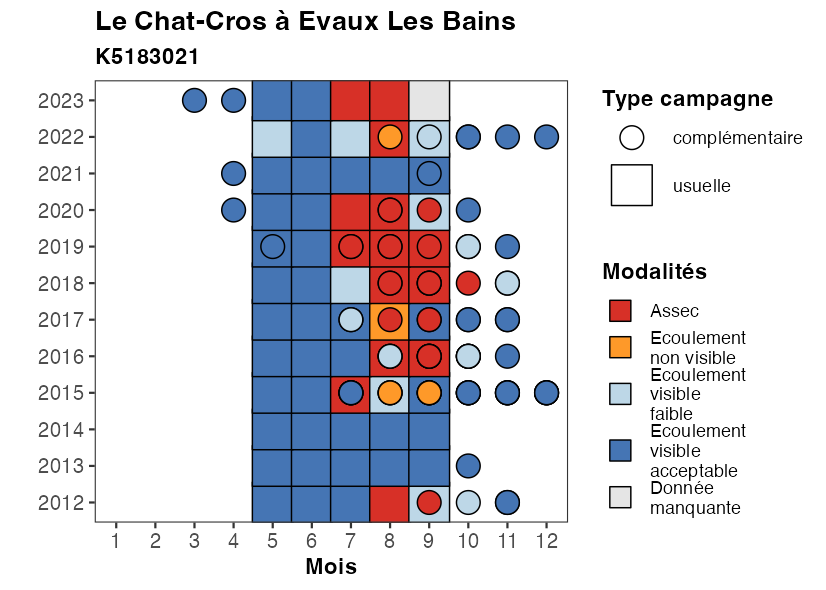 Le Chat-Cros à Evaux Les Bains
K5183021
2023
2022
2021
2020
2019
2018
2017
2016
2015
2014
2013
2012
1 2 3 4 5 6 7 8 9 10 11 12
Mois
Type campagne
complémentaire
usuelle
Modalités
Assec
Ecoulement
non visible
Ecoulement
visible
faible
Ecoulement
visible
acceptable
Donnée
manquante